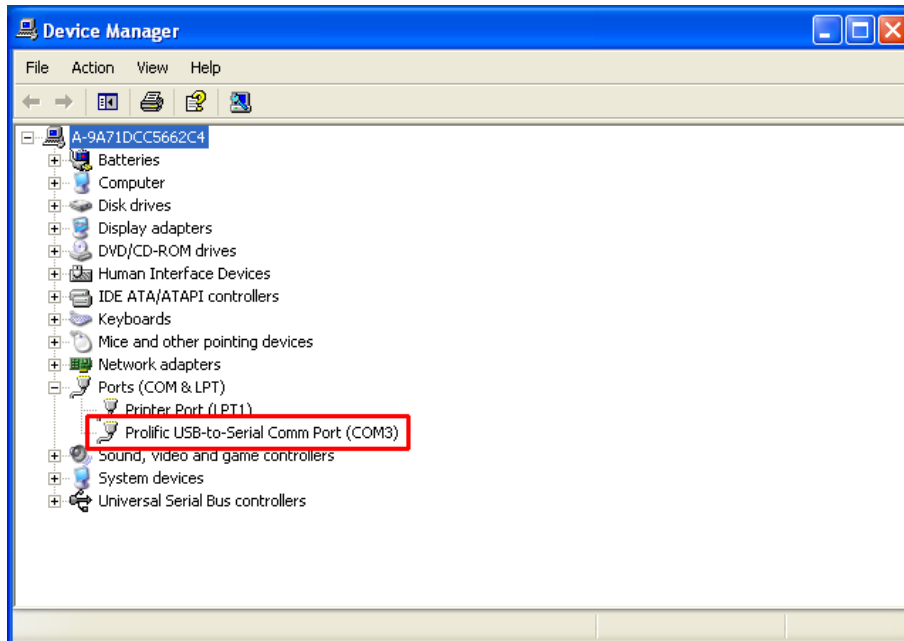 Device Manager
File Action View Help
A-9A71DCC5662C4
Batteries
Computer
Disk drives
Display adapters
DVD/CD-ROM drives
Human Interface Devices
IDE ATA/ATAPI controllers
Keyboards
Mice and other pointing devices
Network adapters
Ports (COM & LPT)
Printer Port (LPT1)
Prolific USB-to-Serial Comm Port (COM3)
Sound, video and game controllers
System devices
Universal Serial Bus controllers